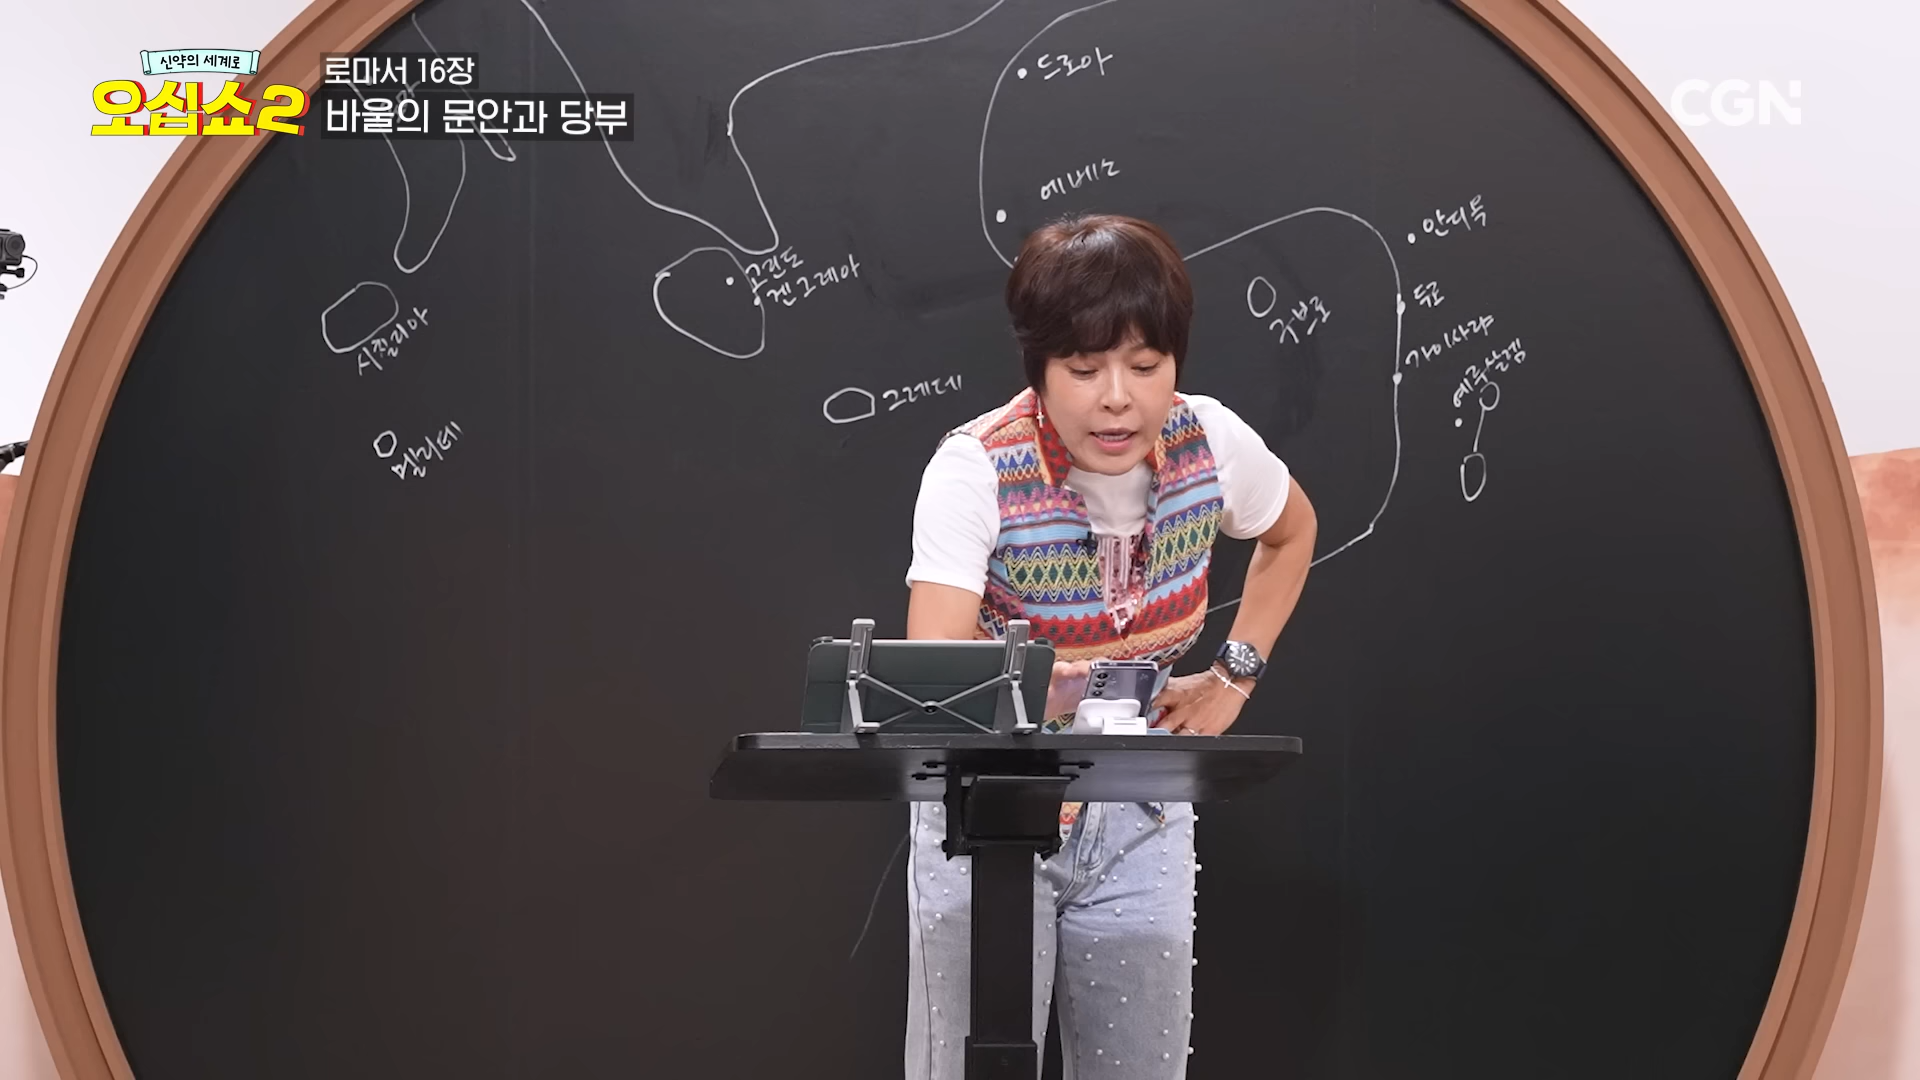 신약의 세계로
오십쇼2
로마서 16장
바울의 문안과 당부
CGN
드로아
에베소
안디옥
고린도
겐그레아
두로
구브로
가이사랴
예루살렘
시칠리아
그레데
멜리데